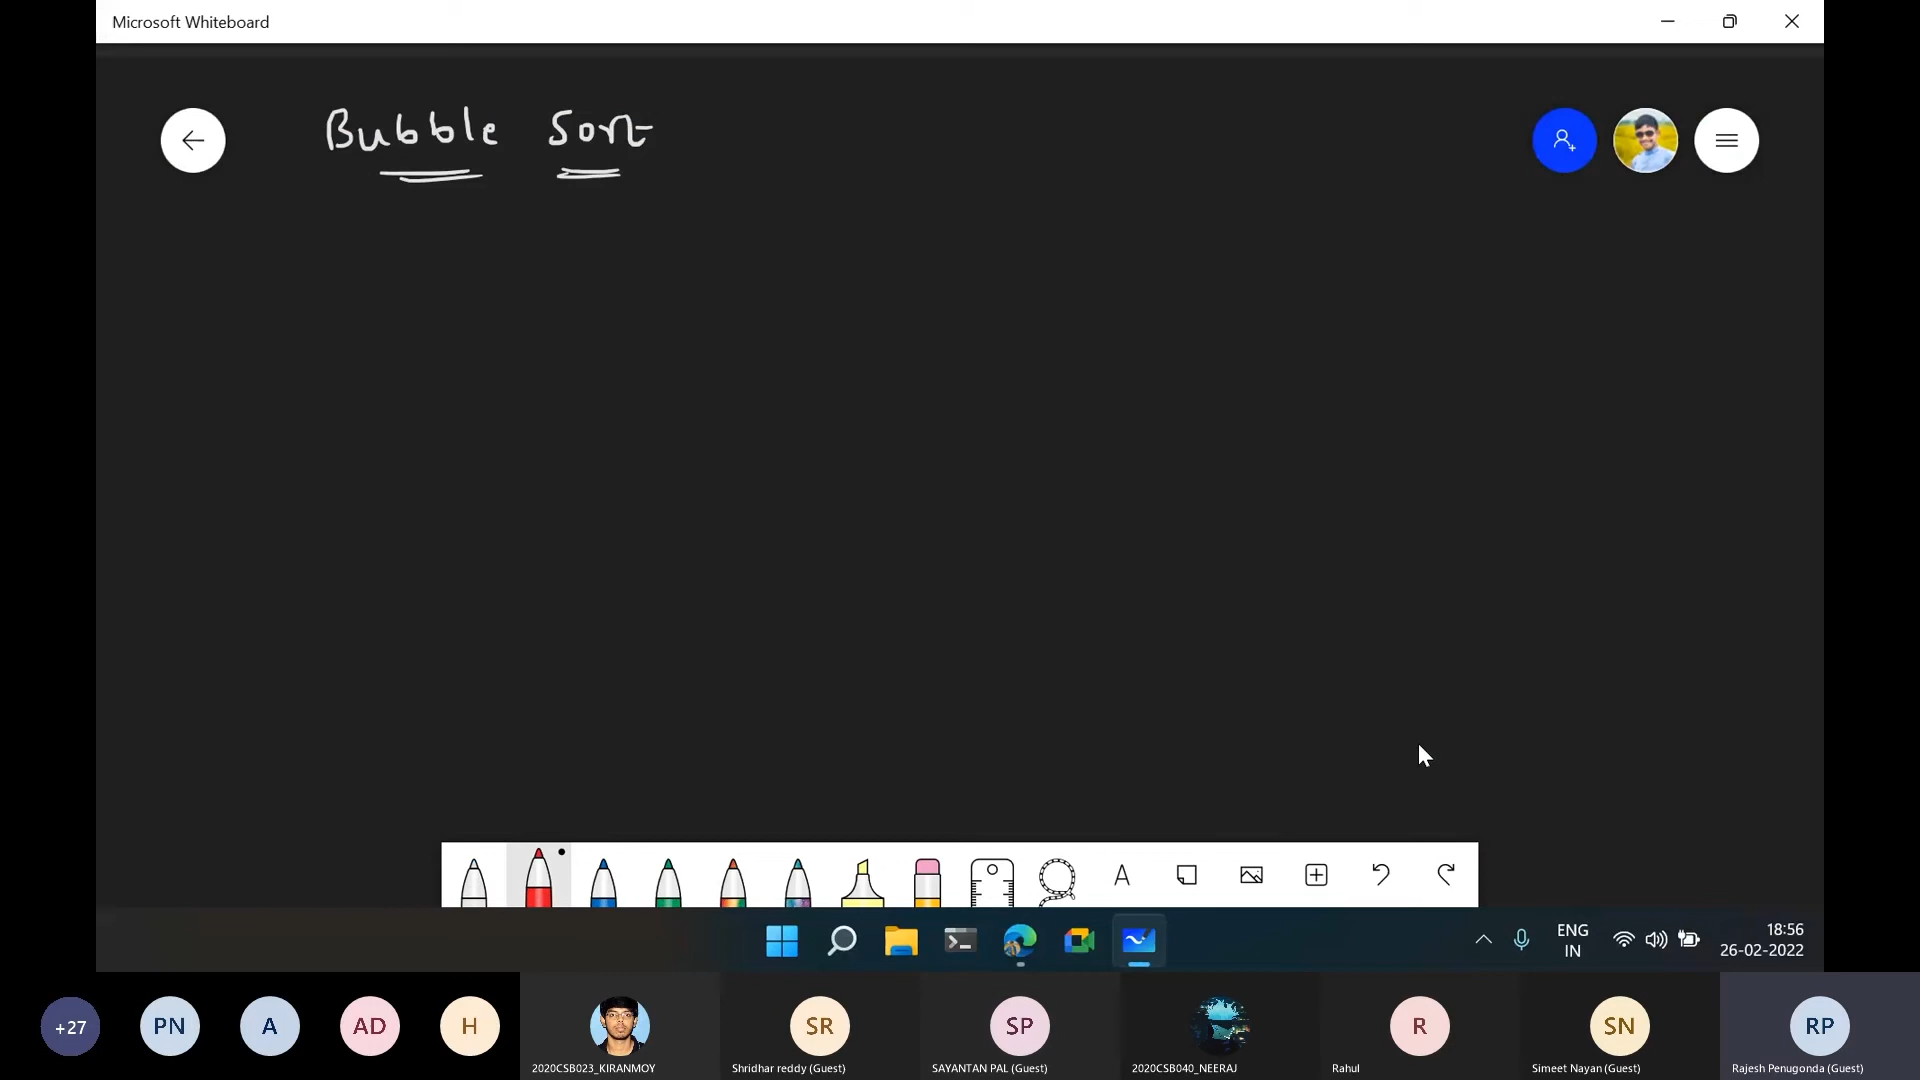 Microsoft Whiteboard
Bubble Sort
A
ENG
IN
18:56
26-02-2022
+27
PN
A
AD
H
SR
SP
R
SN
RP
2020CSB023_KIRANMOY
Shridhar reddy (Guest)
SAYANTAN PAL (Guest)
2020CSB040_NEERAJ
Rahul
Simeet Nayan (Guest)
Rajesh Penugonda (Guest)